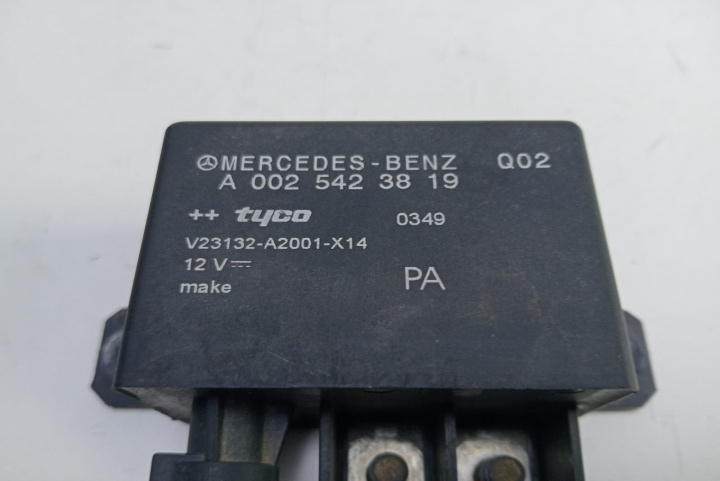 MERCEDES-BENZ Q02
A 002 542 38 19
++ tyco 0349
V23132-A2001-X14
12 V⎓
make PA